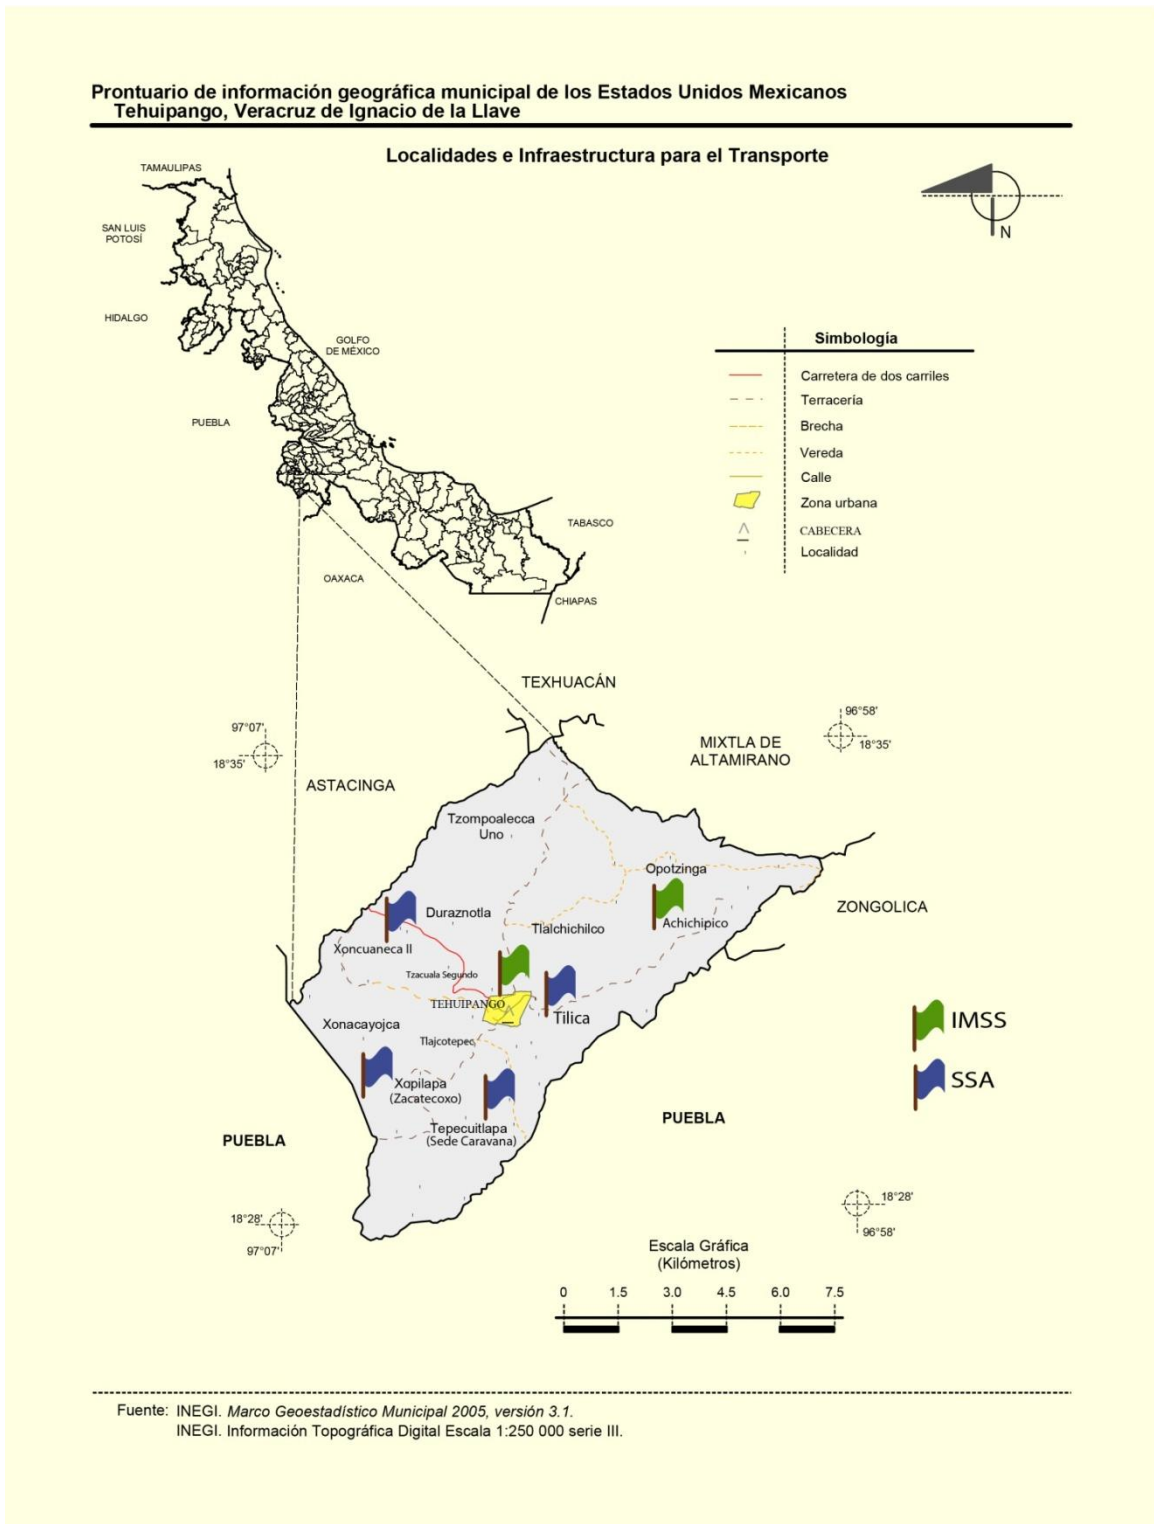 Prontuario de información geográfica municipal de los Estados Unidos Mexicanos
Tehuipango, Veracruz de Ignacio de la Llave
Localidades e Infraestructura para el Transporte
TAMAULIPAS
SAN LUIS
POTOSÍ
HIDALGO
GOLFO
DE MÉXICO
PUEBLA
TABASCO
OAXACA
CHIAPAS
N
Simbología
Carretera de dos carriles
Terracería
Brecha
Vereda
Calle
Zona urbana
CABECERA
Localidad
TEXHUACÁN
97°07'
18°35'
96°58'
18°35'
MIXTLA DE
ALTAMIRANO
ASTACINGA
Tzompoalecca
Uno
Opotzinga
ZONGOLICA
Duraznotla
Achichipico
Tlalchichilco
Xoncuaneca II
Tzacuala Segundo
TEHUIPANGO
Tilica
Xonacayojca
Tlajcotepec
Xopilapa
(Zacatecoxo)
Tepecuitlapa
(Sede Caravana)
IMSS
SSA
PUEBLA
PUEBLA
18°28'
97°07'
18°28'
96°58'
Escala Gráfica
(Kilómetros)
0 1.5 3.0 4.5 6.0 7.5
Fuente: INEGI. Marco Geoestadístico Municipal 2005, versión 3.1.
INEGI. Información Topográfica Digital Escala 1:250 000 serie III.